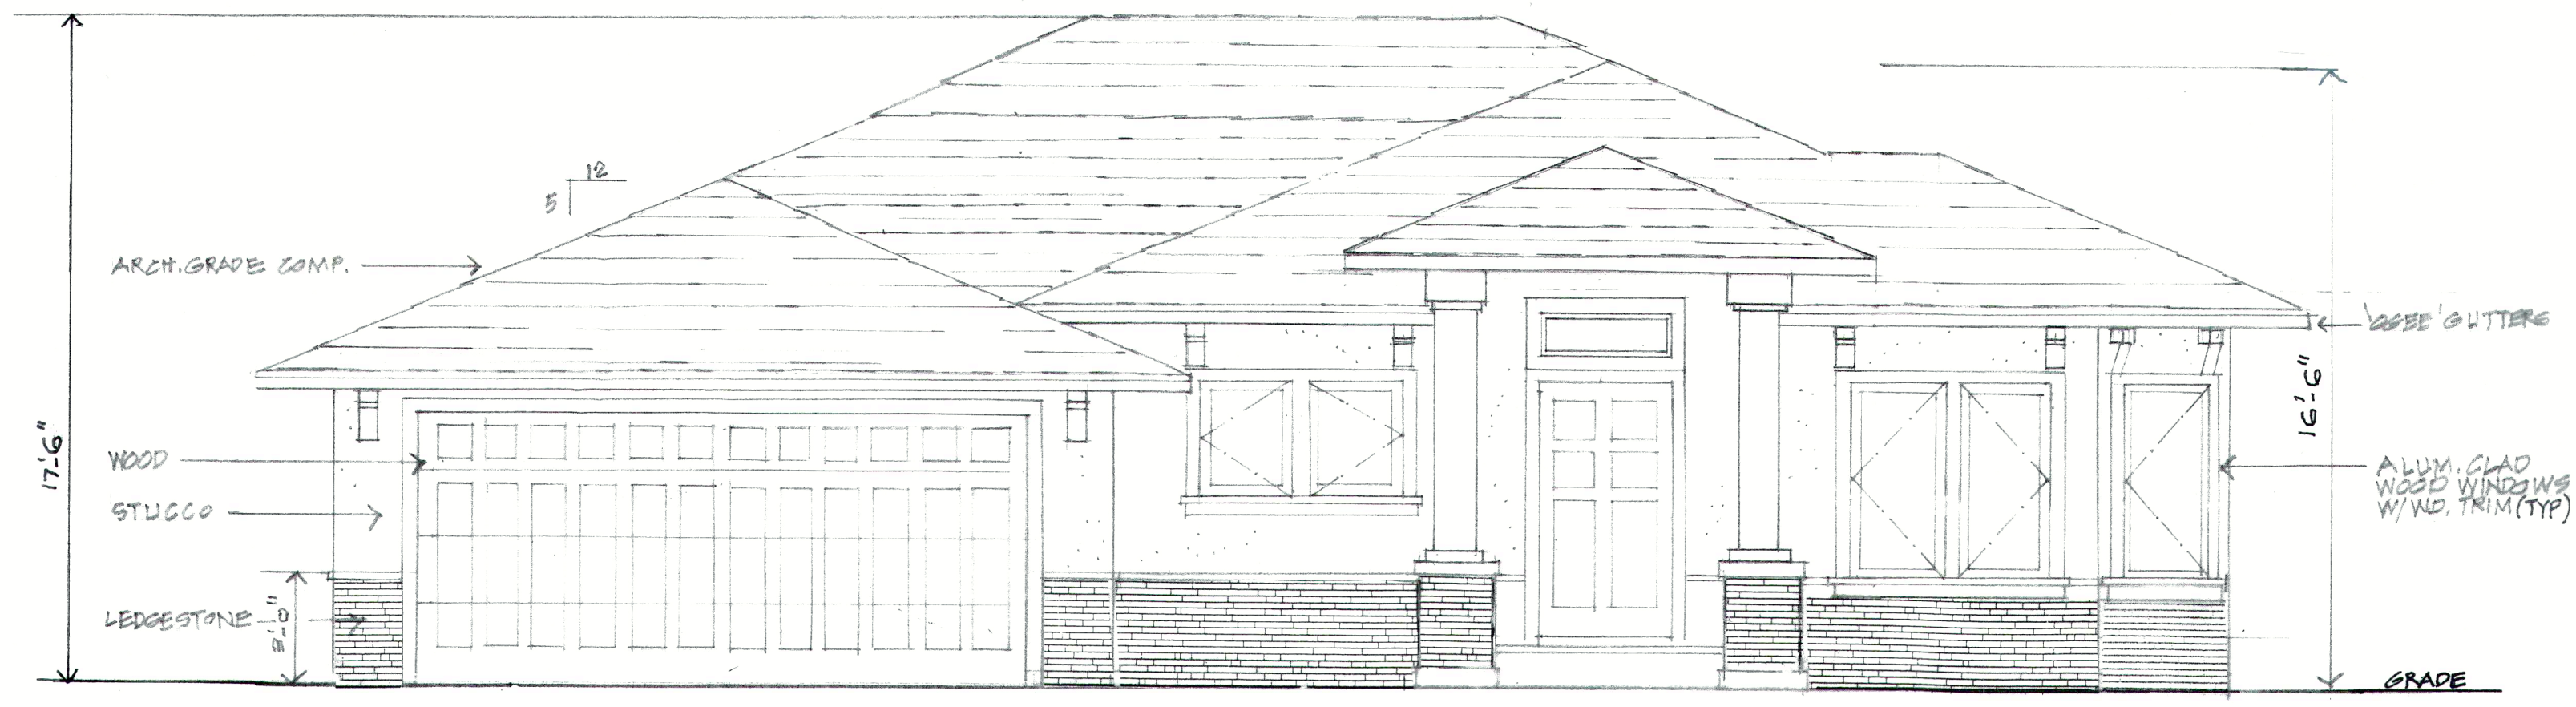 12
5
ARCH. GRADE COMP.
'OGEE' GUTTERS
17'-6"
16'-6"
WOOD
ALUM. CLAD
WOOD WINDOWS
W/WD. TRIM (TYP)
STUCCO
LEDGESTONE
3'-0"
GRADE